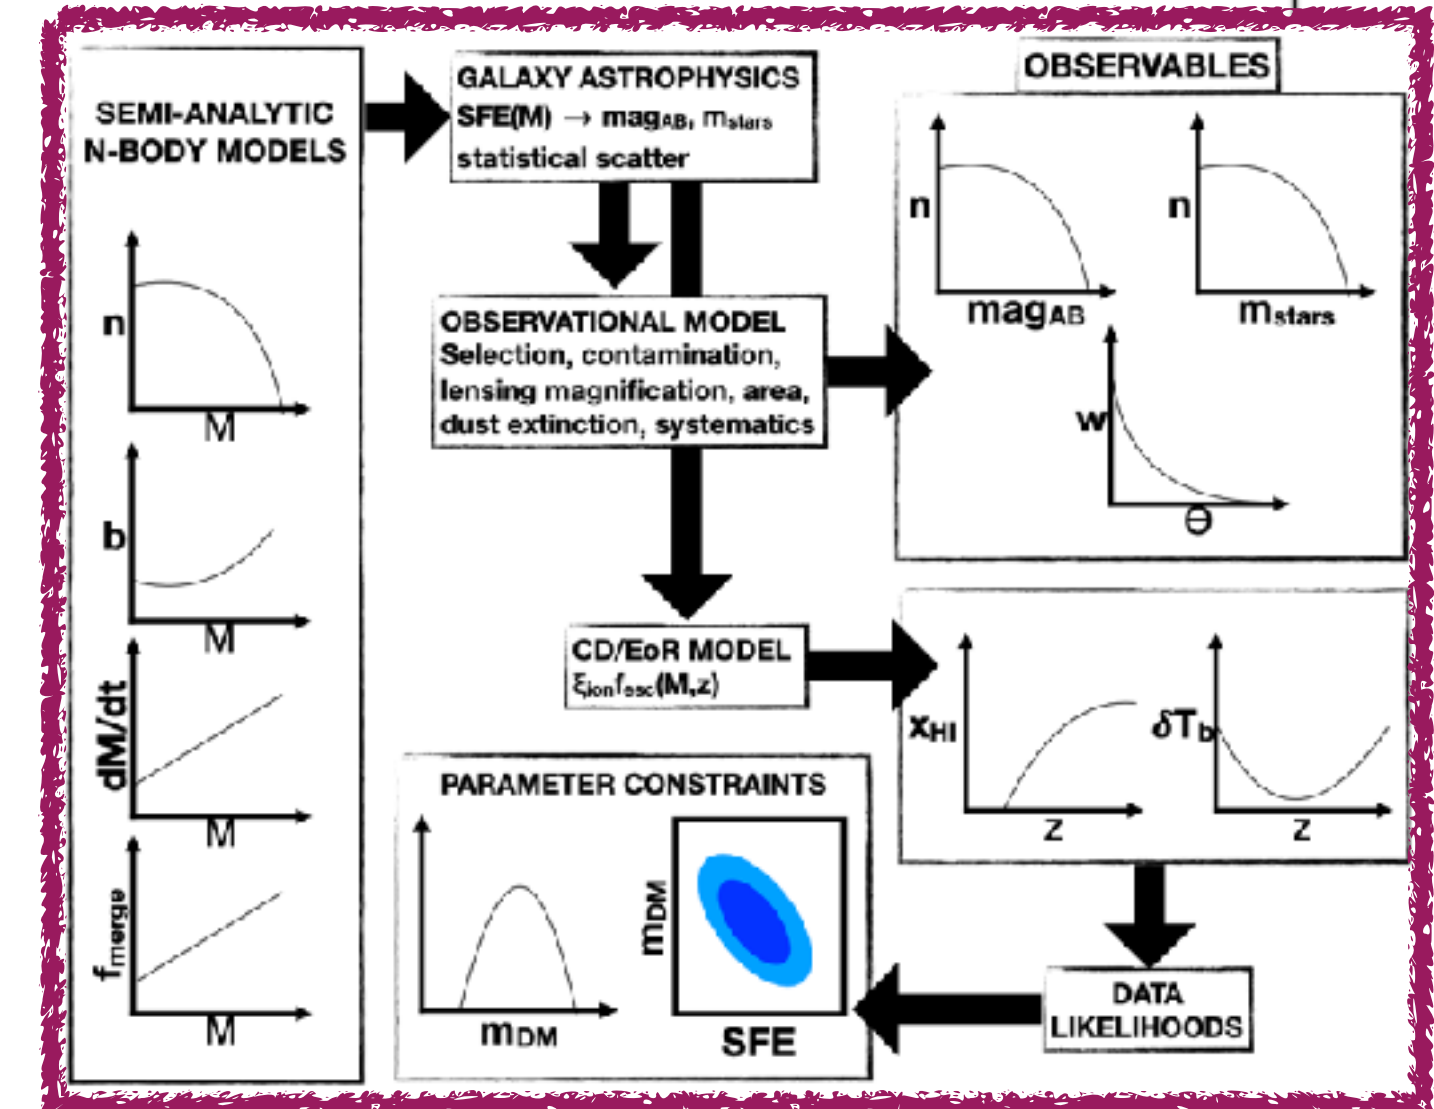 SEMI-ANALYTIC
N-BODY MODELS
n
M
b
M
dM/dt
M
fmerge
M
GALAXY ASTROPHYSICS
SFE(M) → magAB, mstars
statistical scatter
OBSERVATIONAL MODEL
Selection, contamination,
lensing magnification, area,
dust extinction, systematics
OBSERVABLES
n
magAB
n
mstars
w
Θ
CD/EoR MODEL
ξionfesc(M,z)
xHI
z
δTb
z
DATA
LIKELIHOODS
PARAMETER CONSTRAINTS
mDM
mDM
SFE